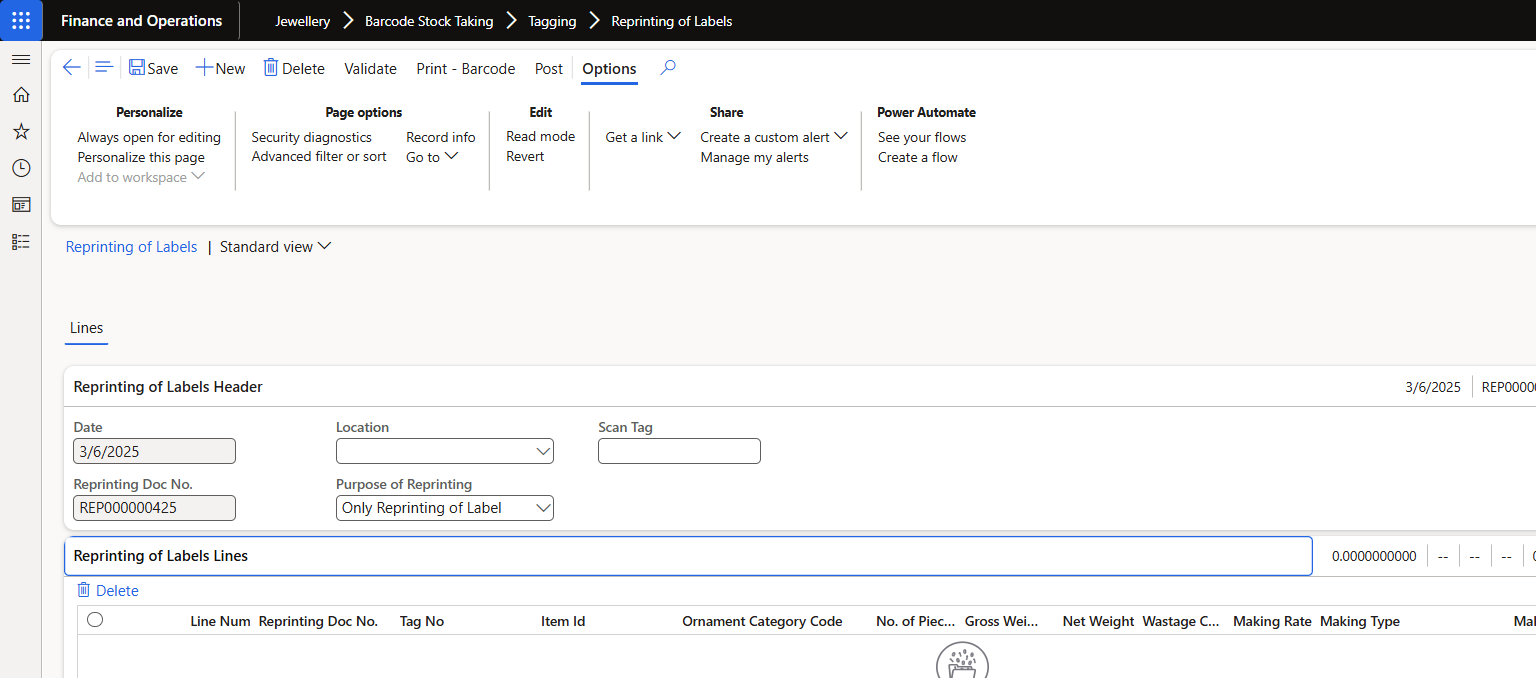 Finance and Operations Jewellery Barcode Stock Taking Tagging Reprinting of Labels
Save New Delete Validate Print - Barcode Post Options
Personalize Page options Edit Share Power Automate
Always open for editing Security diagnostics Record info Read mode Get a link Create a custom alert See your flows
Personalize this page Advanced filter or sort Go to Revert Manage my alerts Create a flow
Add to workspace
Reprinting of Labels | Standard view
Lines
Reprinting of Labels Header 3/6/2025 REP0000
Date Location Scan Tag
3/6/2025
Reprinting Doc No. Purpose of Reprinting
REP000000425 Only Reprinting of Label
Reprinting of Labels Lines 0.0000000000 -- -- --
Delete
Line Num Reprinting Doc No. Tag No Item Id Ornament Category Code No. of Piec... Gross Wei... Net Weight Wastage C... Making Rate Making Type Mal